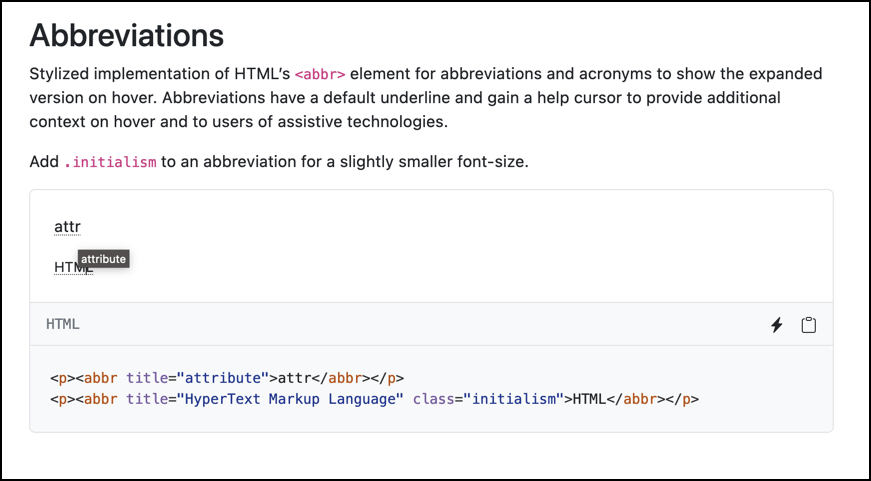 Abbreviations
Stylized implementation of HTML’s <abbr> element for abbreviations and acronyms to show the expanded
version on hover. Abbreviations have a default underline and gain a help cursor to provide additional
context on hover and to users of assistive technologies.
Add .initialism to an abbreviation for a slightly smaller font-size.
attr
attribute
HTML
HTML
<p><abbr title="attribute">attr</abbr></p>
<p><abbr title="HyperText Markup Language" class="initialism">HTML</abbr></p>